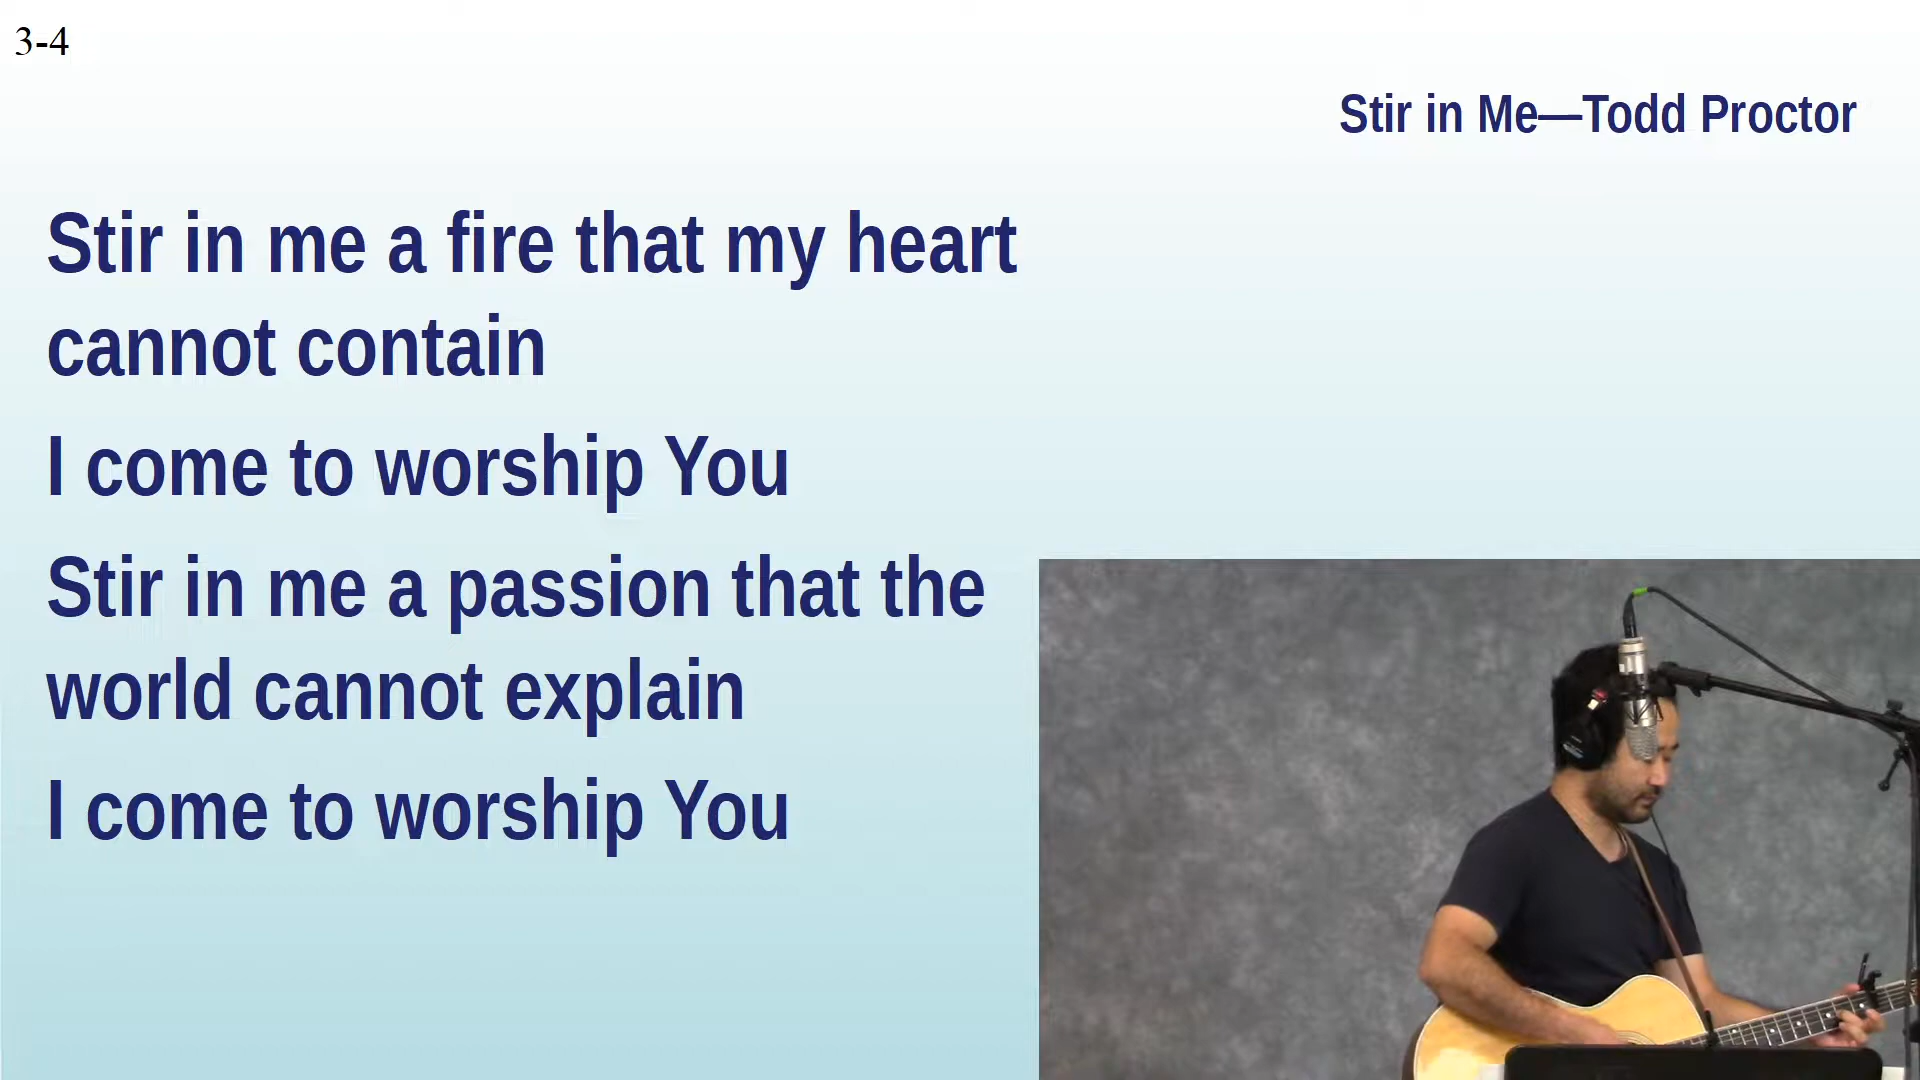 3-4
Stir in Me—Todd Proctor
Stir in me a fire that my heart
cannot contain
I come to worship You
Stir in me a passion that the
world cannot explain
I come to worship You